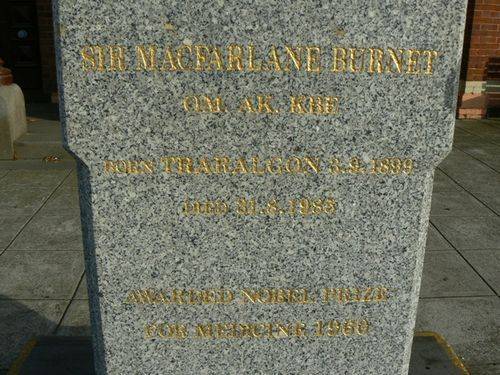 SIR MACFARLANE BURNET
O.M. AK. KBE
BORN TRARALGON 3.9.1899
DIED 31.8.1985
AWARDED NOBEL PRIZE
FOR MEDICINE 1960